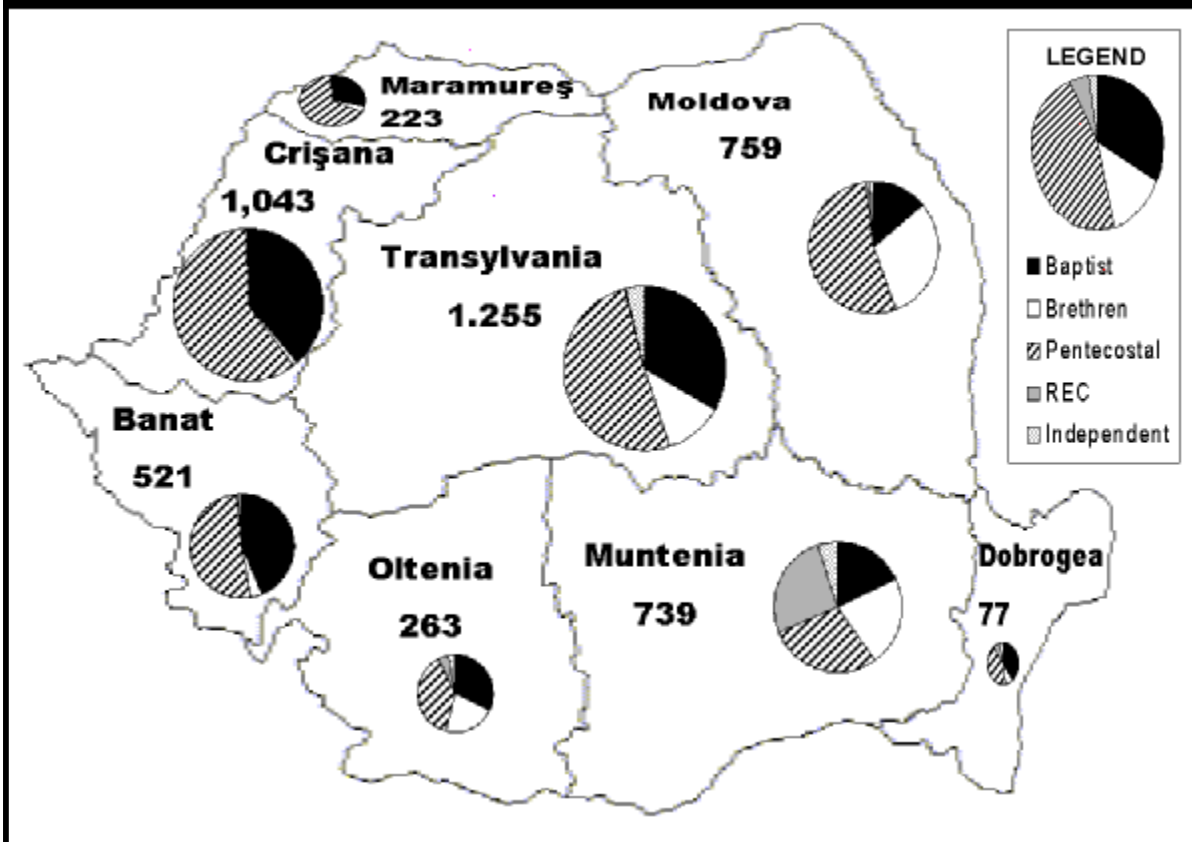 Maramureş
223
Moldova
759
Crişana
1,043
Transylvania
1.255
Banat
521
Oltenia
263
Muntenia
739
Dobrogea
77
LEGEND
Baptist
Brethren
Pentecostal
REC
Independent